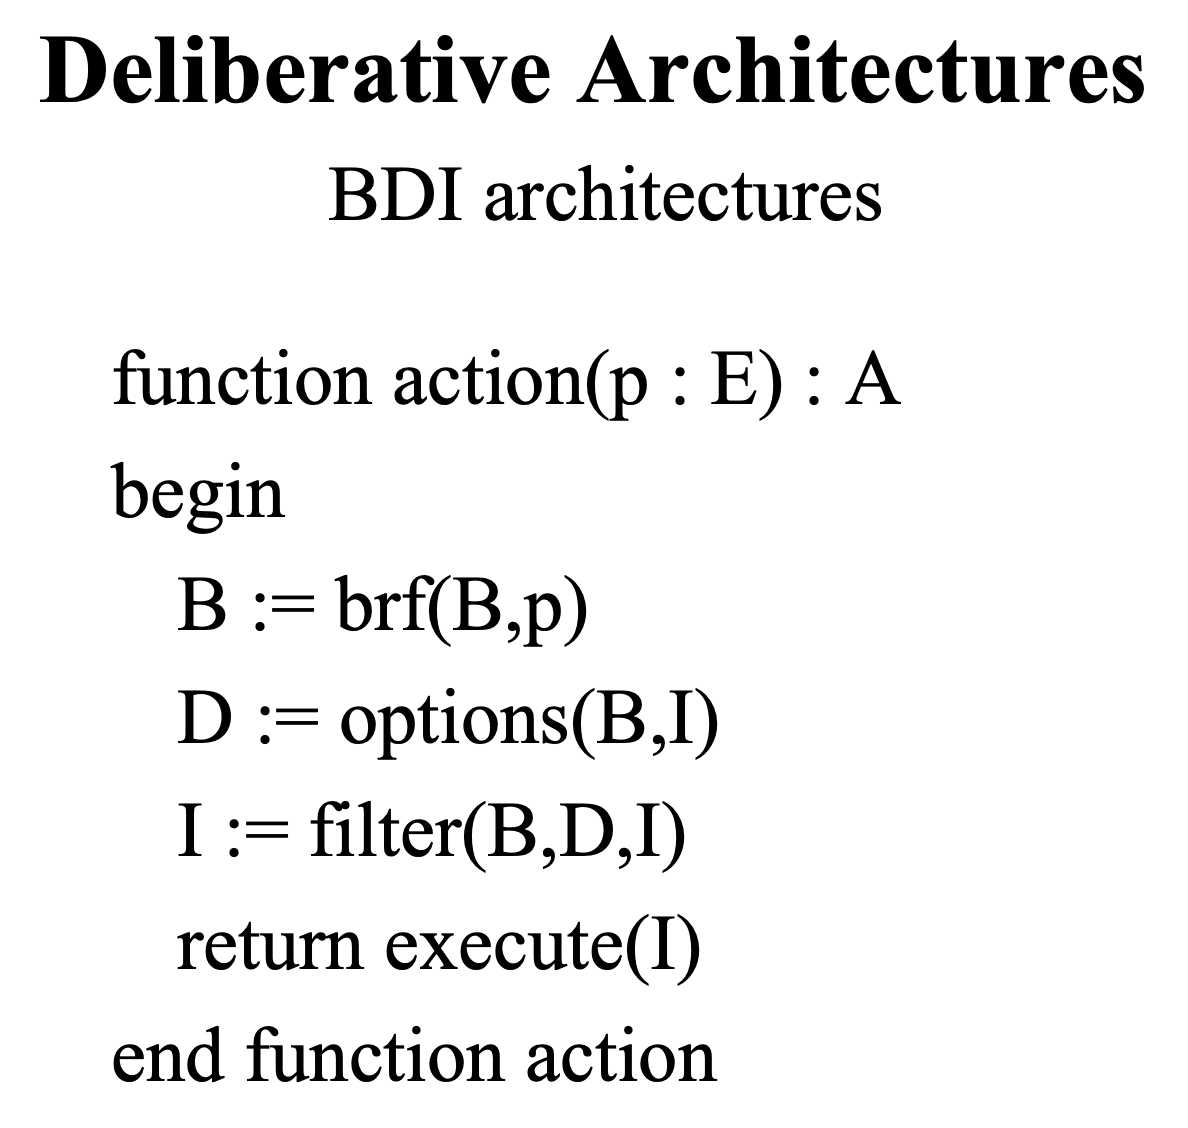 Deliberative Architectures
BDI architectures
function action(p : E) : A
begin
B := brf(B,p)
D := options(B,I)
I := filter(B,D,I)
return execute(I)
end function action